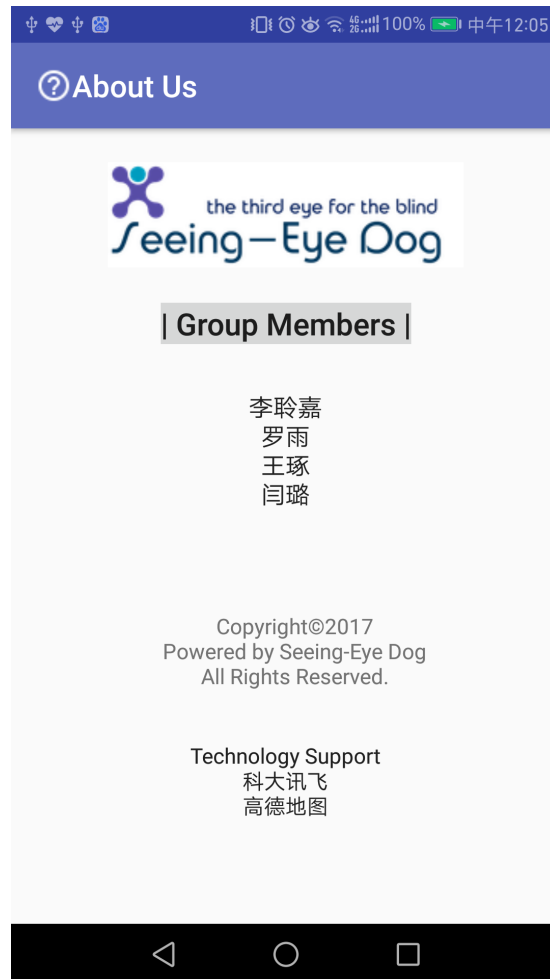 100% 中午12:05
About Us
the third eye for the blind
Seeing-Eye Dog
| Group Members |
李聆嘉
罗雨
王琢
闫璐
Copyright©2017
Powered by Seeing-Eye Dog
All Rights Reserved.
Technology Support
科大讯飞
高德地图